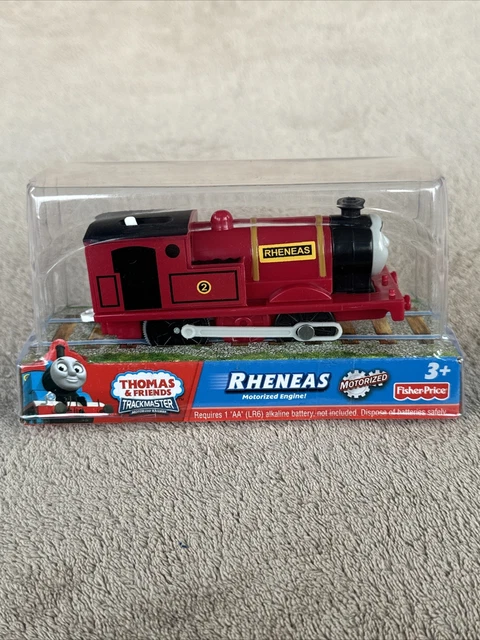 RHENEAS
2
THOMAS
& FRIENDS
TRACKMASTER
RHENEAS
Motorized Engine!
MOTORIZED
3+
Fisher-Price
Requires 1 "AA" (LR6) alkaline battery, not included. Dispose of batteries safely.